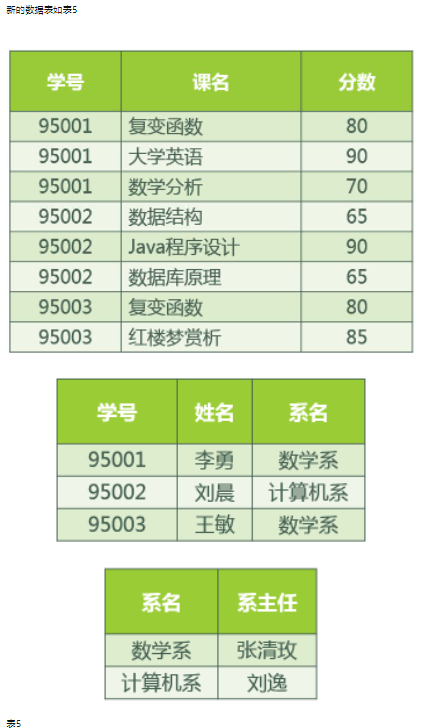 新的数据表如表5
学号 课名 分数
95001 复变函数 80
95001 大学英语 90
95001 数学分析 70
95002 数据结构 65
95002 Java程序设计 90
95002 数据库原理 65
95003 复变函数 80
95003 红楼梦赏析 85
学号 姓名 系名
95001 李勇 数学系
95002 刘晨 计算机系
95003 王敏 数学系
系名 系主任
数学系 张清玫
计算机系 刘逸
表5